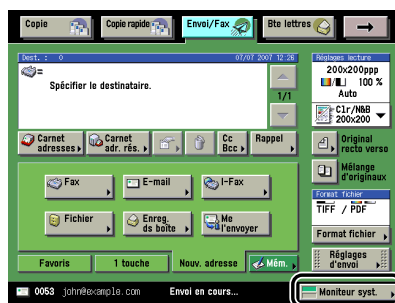 Copie
Copie rapide
Envoi/Fax
Bte lettres
Dest. : 0
07/07 2007 12:26
Spécifier le destinataire.
1/1
Carnet adresses
Carnet adr. rés.
Cc Bcc
Rappel
Fax
E-mail
I-Fax
Fichier
Enreg. ds boîte
Me l'envoyer
Favoris
1 touche
Nouv. adresse
Mém.
Réglages lecture
200x200ppp
100 %
Auto
Clr/N&B
200x200
Original recto verso
Mélange d'originaux
Format fichier
TIFF / PDF
Format fichier
Réglages d'envoi
0053 john@example.com Envoi en cours...
Moniteur syst.